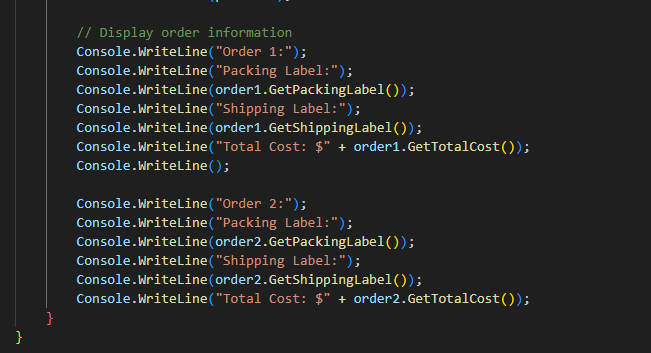 // Display order information
Console.WriteLine("Order 1:");
Console.WriteLine("Packing Label:");
Console.WriteLine(order1.GetPackingLabel());
Console.WriteLine("Shipping Label:");
Console.WriteLine(order1.GetShippingLabel());
Console.WriteLine("Total Cost: $" + order1.GetTotalCost());
Console.WriteLine();
Console.WriteLine("Order 2:");
Console.WriteLine("Packing Label:");
Console.WriteLine(order2.GetPackingLabel());
Console.WriteLine("Shipping Label:");
Console.WriteLine(order2.GetShippingLabel());
Console.WriteLine("Total Cost: $" + order2.GetTotalCost());
}
}